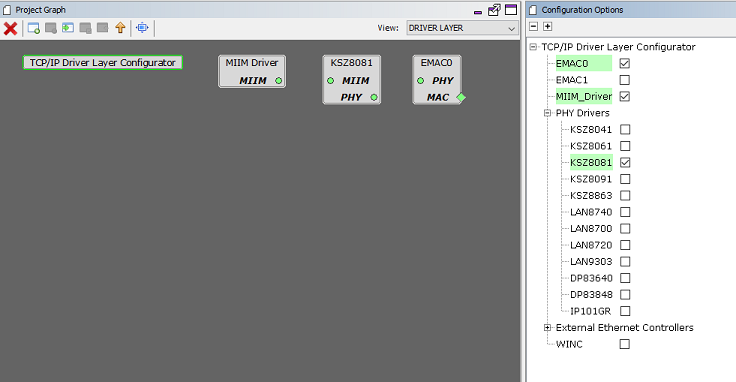 Project Graph
View: DRIVER LAYER
TCP/IP Driver Layer Configurator
MIIM Driver
MIIM
KSZ8081
MIIM
PHY
EMAC0
PHY
MAC
Configuration Options
TCP/IP Driver Layer Configurator
EMAC0
EMAC1
MIIM_Driver
PHY Drivers
KSZ8041
KSZ8061
KSZ8081
KSZ8091
KSZ8863
LAN8740
LAN8700
LAN8720
LAN9303
DP83640
DP83848
IP101GR
External Ethernet Controllers
WINC